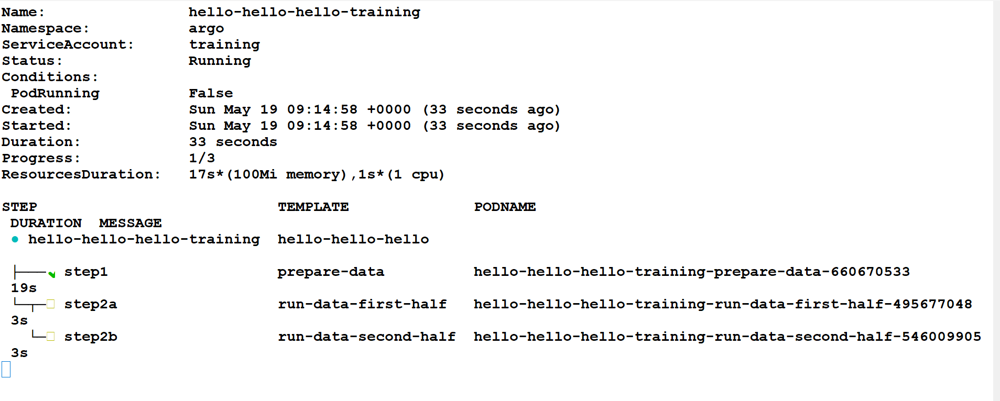 Name: hello-hello-hello-training
Namespace: argo
ServiceAccount: training
Status: Running
Conditions:
PodRunning False
Created: Sun May 19 09:14:58 +0000 (33 seconds ago)
Started: Sun May 19 09:14:58 +0000 (33 seconds ago)
Duration: 33 seconds
Progress: 1/3
ResourcesDuration: 17s*(100Mi memory),1s*(1 cpu)
STEP TEMPLATE PODNAME
DURATION MESSAGE
● hello-hello-hello-training hello-hello-hello
├───✔ step1 prepare-data hello-hello-hello-training-prepare-data-660670533
19s
└─┬─□ step2a run-data-first-half hello-hello-hello-training-run-data-first-half-495677048
3s
└─□ step2b run-data-second-half hello-hello-hello-training-run-data-second-half-546009905
3s